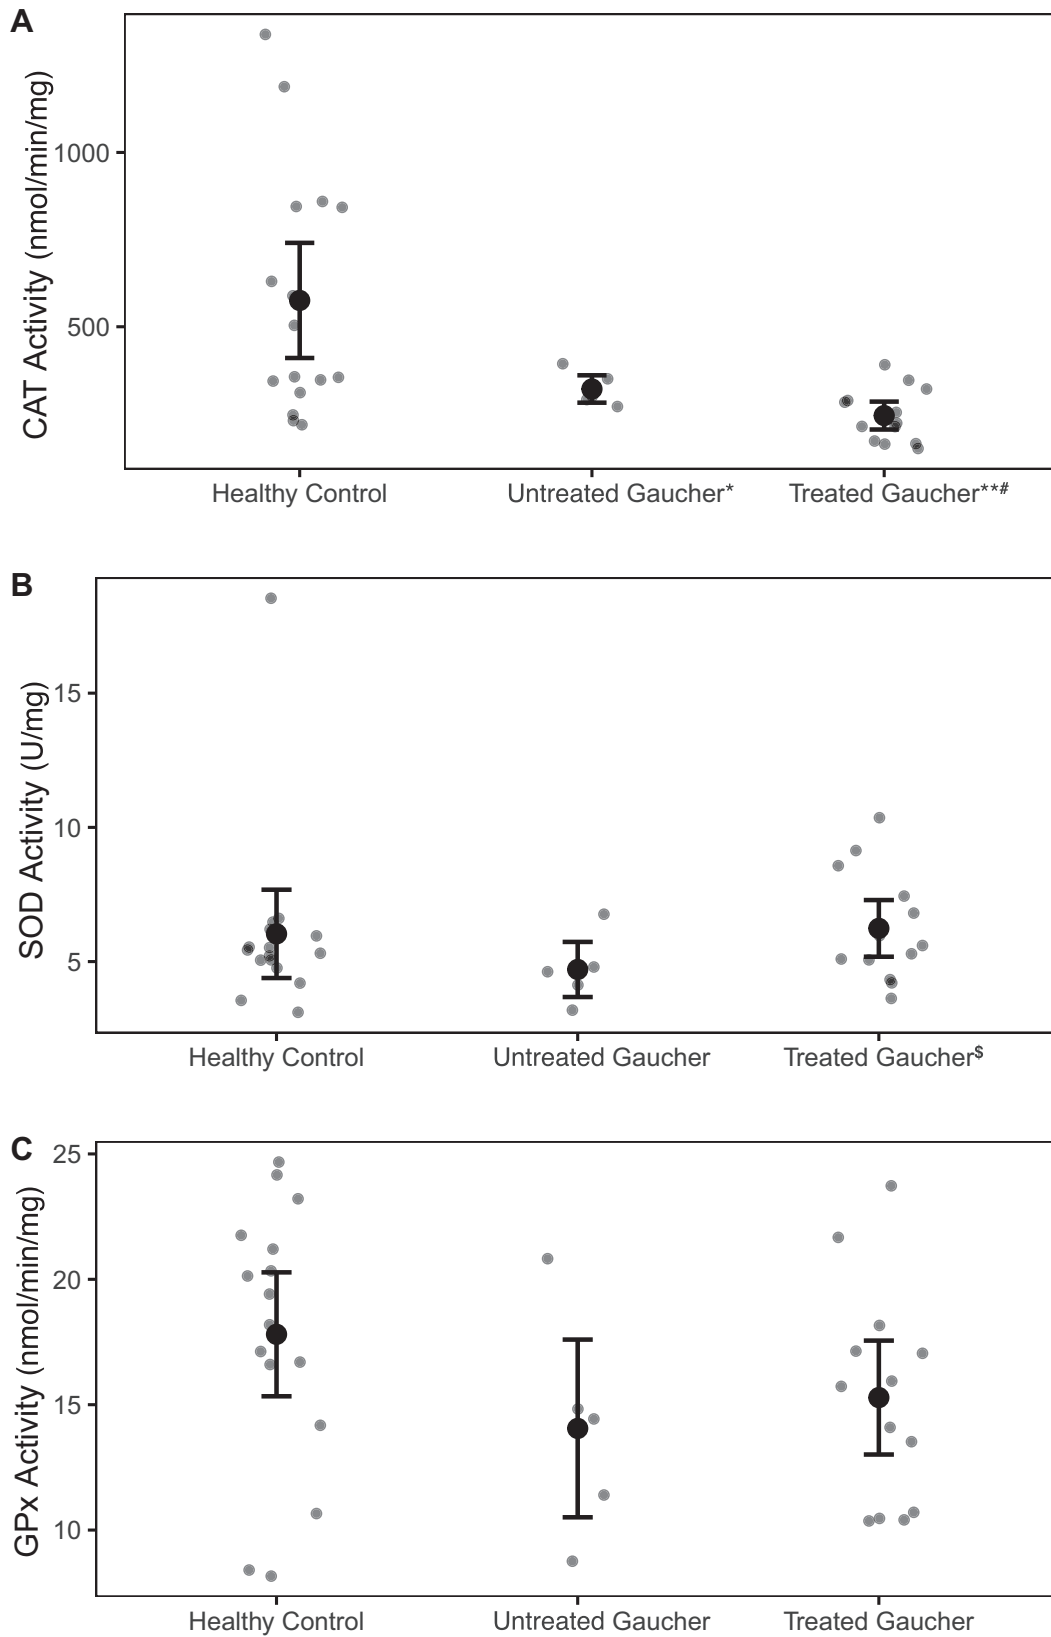 A
CAT Activity (nmol/min/mg)
1000
500
Healthy Control
Untreated Gaucher*
Treated Gaucher**#
B
SOD Activity (U/mg)
15
10
5
Healthy Control
Untreated Gaucher
Treated Gaucher$
C
GPx Activity (nmol/min/mg)
25
20
15
10
Healthy Control
Untreated Gaucher
Treated Gaucher